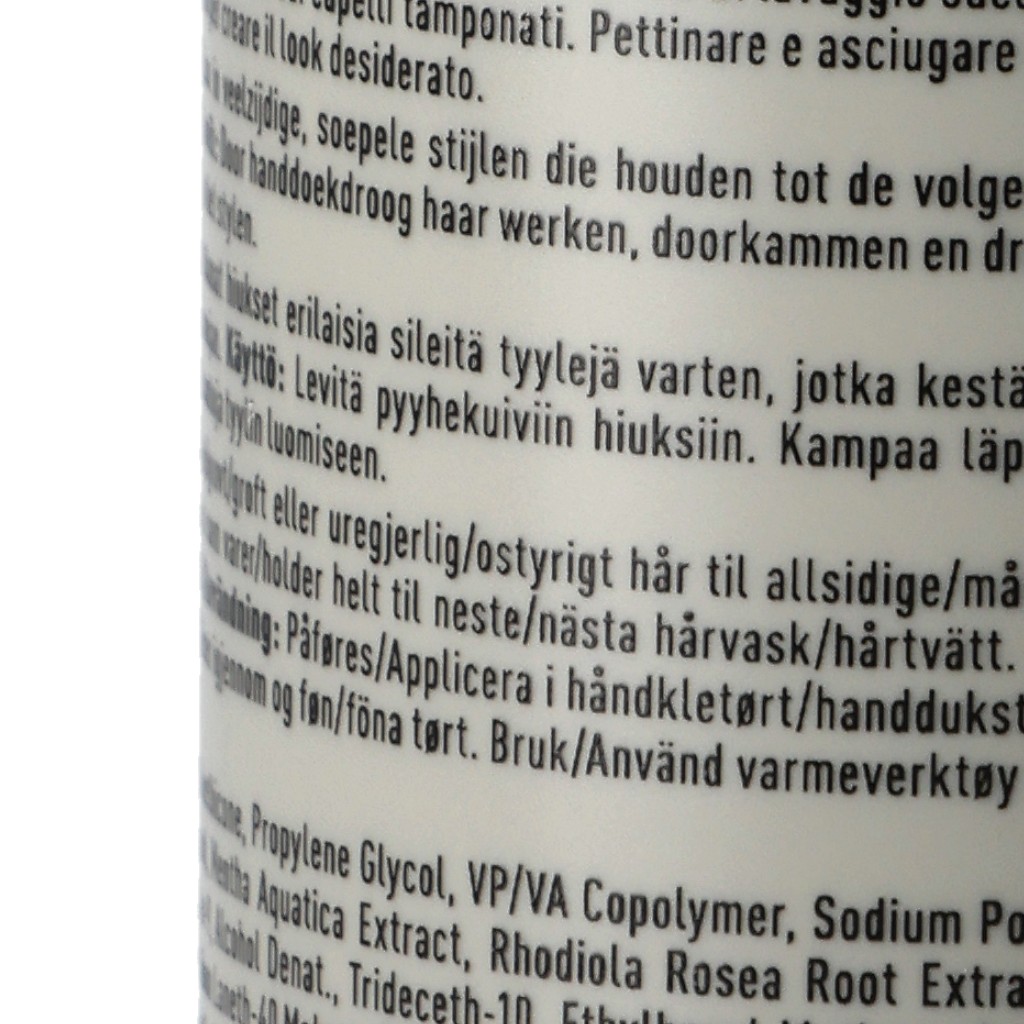 capelli tamponati. Pettinare e asciugare
creare il look desiderato.
in veelzijdige, soepele stijlen die houden tot de volge
Door handdoekdroog haar werken, doorkammen en dr
stylen.
hiukset erilaisia sileitä tyylejä varten, jotka kestä
Käyttö: Levitä pyyhekuiviin hiuksiin. Kampaa läp
tyylin luomiseen.
/groft eller uregjerlig/ostyrigt hår til allsidige/må
varer/holder helt til neste/nästa hårvask/hårtvätt.
Påføres/Applicera i håndkletørt/handdukst
igjennom og føn/föna tørt. Bruk/Använd varmeverktøy
Propylene Glycol, VP/VA Copolymer, Sodium Po
Mentha Aquatica Extract, Rhodiola Rosea Root Extra
Alcohol Denat., Trideceth-10,